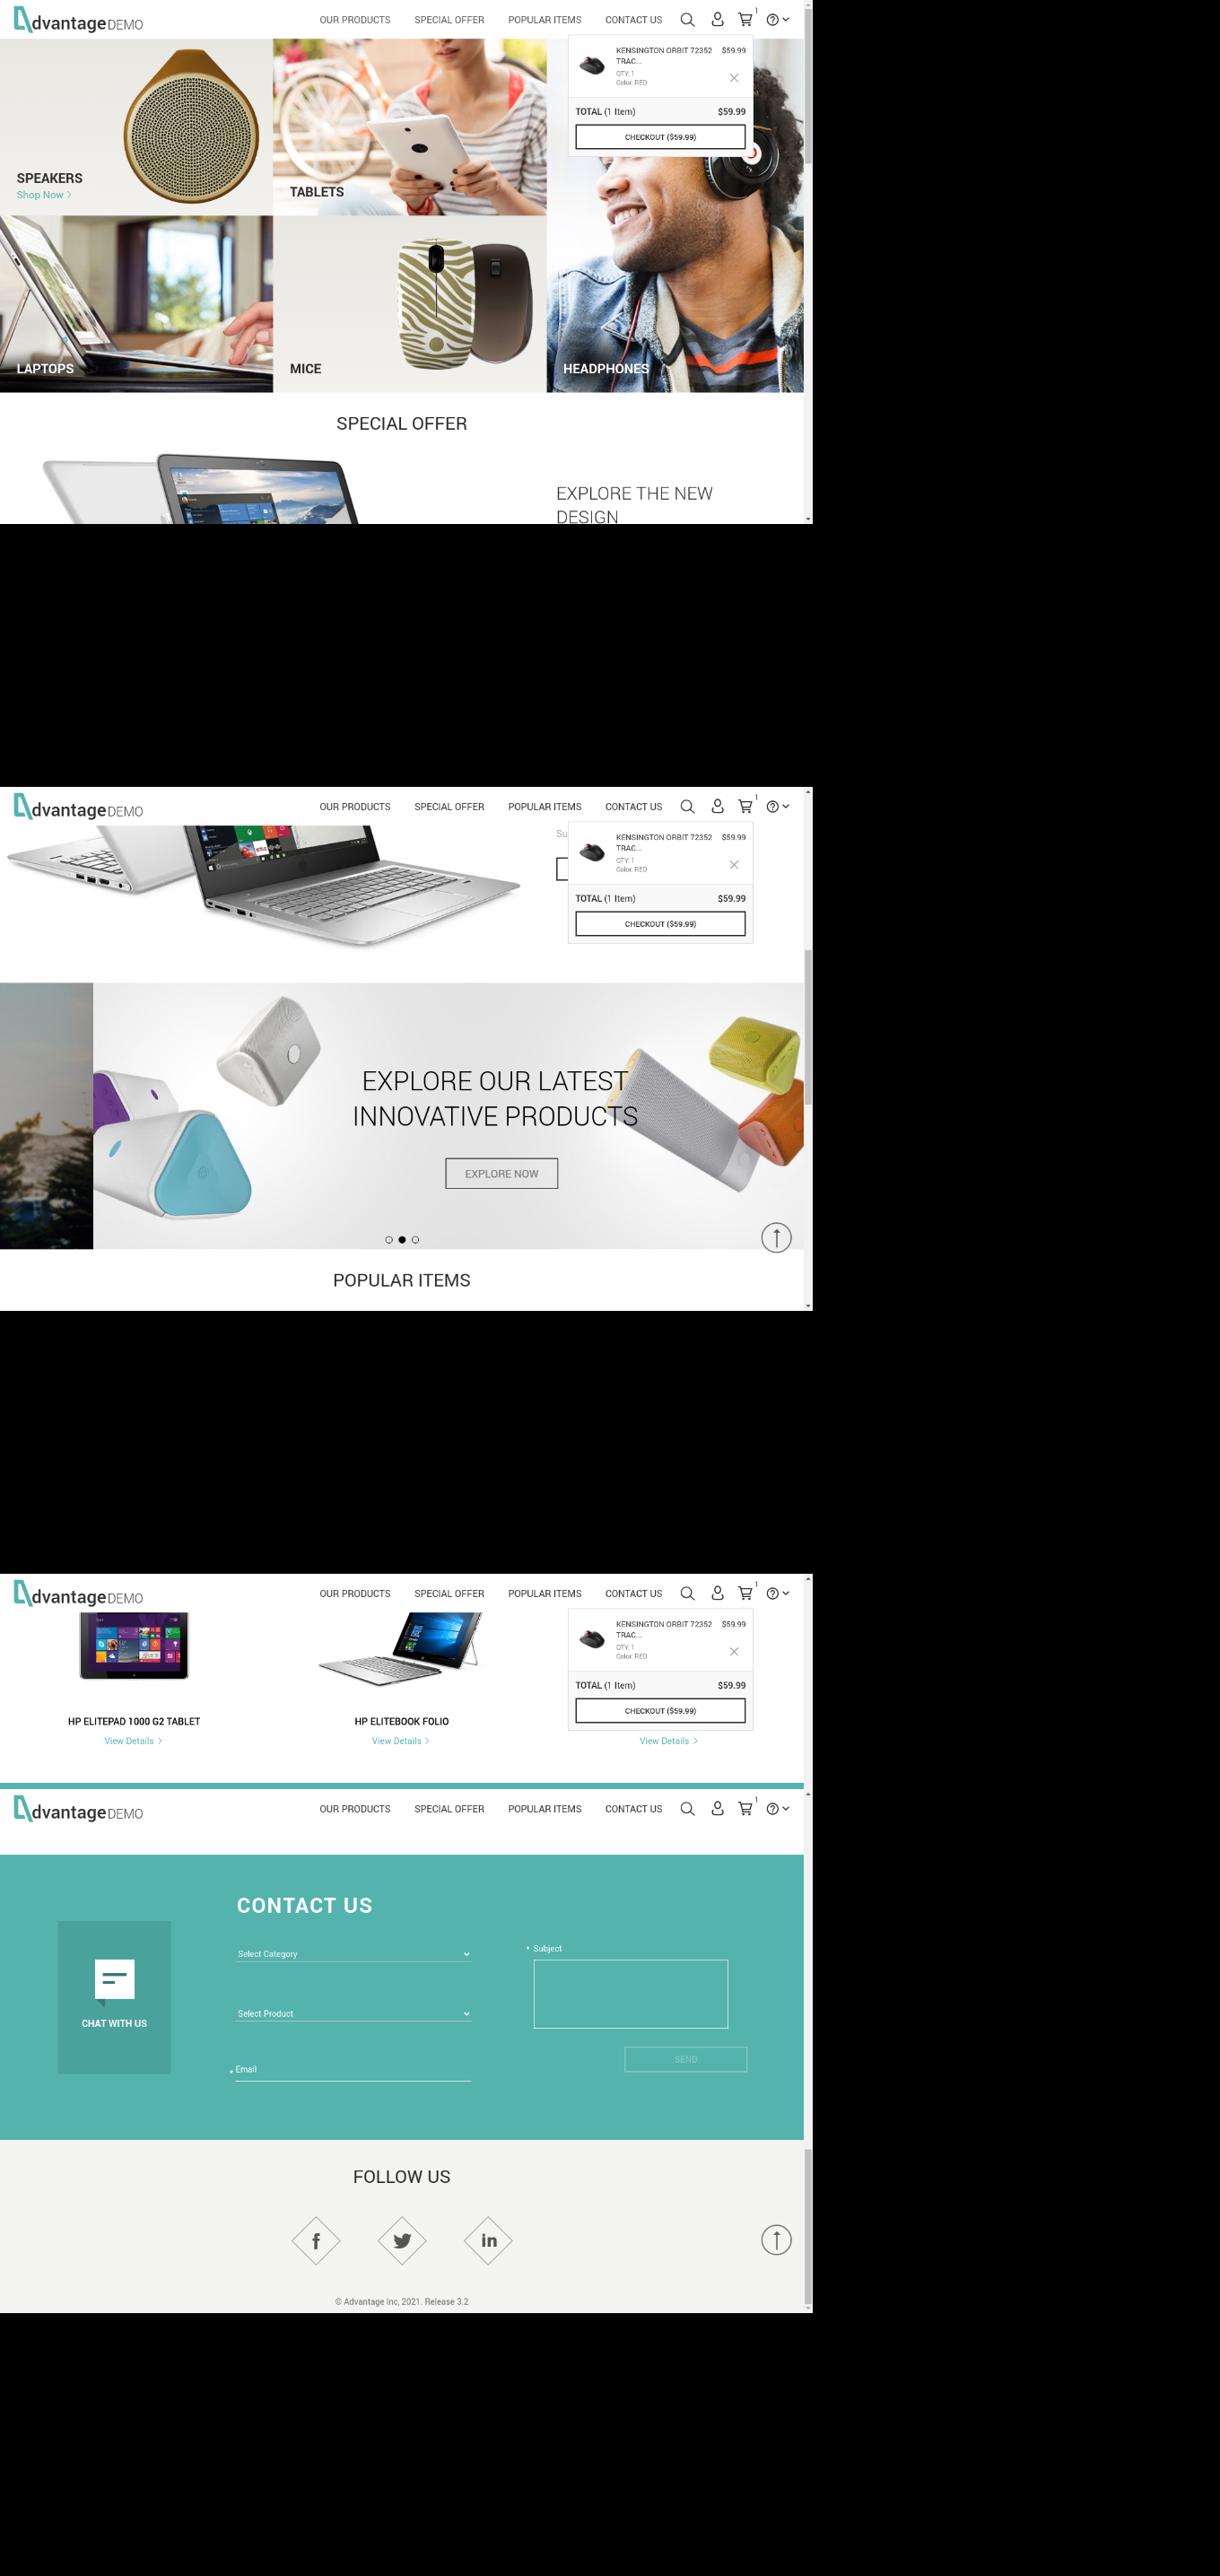 dvantage DEMO
OUR PRODUCTS SPECIAL OFFER POPULAR ITEMS CONTACT US 1
KENSINGTON ORBIT 72352 $59.99
TRAC...
QTY: 1
Color: RED
TOTAL (1 Item) $59.99
CHECKOUT ($59.99)
SPEAKERS
Shop Now
TABLETS
LAPTOPS
MICE
HEADPHONES
SPECIAL OFFER
EXPLORE THE NEW
DESIGN
dvantage DEMO
OUR PRODUCTS SPECIAL OFFER POPULAR ITEMS CONTACT US 1
Su
KENSINGTON ORBIT 72352 $59.99
TRAC...
QTY: 1
Color: RED
TOTAL (1 Item) $59.99
CHECKOUT ($59.99)
EXPLORE OUR LATEST
INNOVATIVE PRODUCTS
EXPLORE NOW
POPULAR ITEMS
dvantage DEMO
OUR PRODUCTS SPECIAL OFFER POPULAR ITEMS CONTACT US 1
KENSINGTON ORBIT 72352 $59.99
TRAC...
QTY: 1
Color: RED
TOTAL (1 Item) $59.99
CHECKOUT ($59.99)
HP ELITEPAD 1000 G2 TABLET
View Details
HP ELITEBOOK FOLIO
View Details
View Details
dvantage DEMO
OUR PRODUCTS SPECIAL OFFER POPULAR ITEMS CONTACT US 1
CONTACT US
CHAT WITH US
Select Category
Select Product
* Email
* Subject
SEND
FOLLOW US
f
in
© Advantage Inc, 2021. Release 3.2